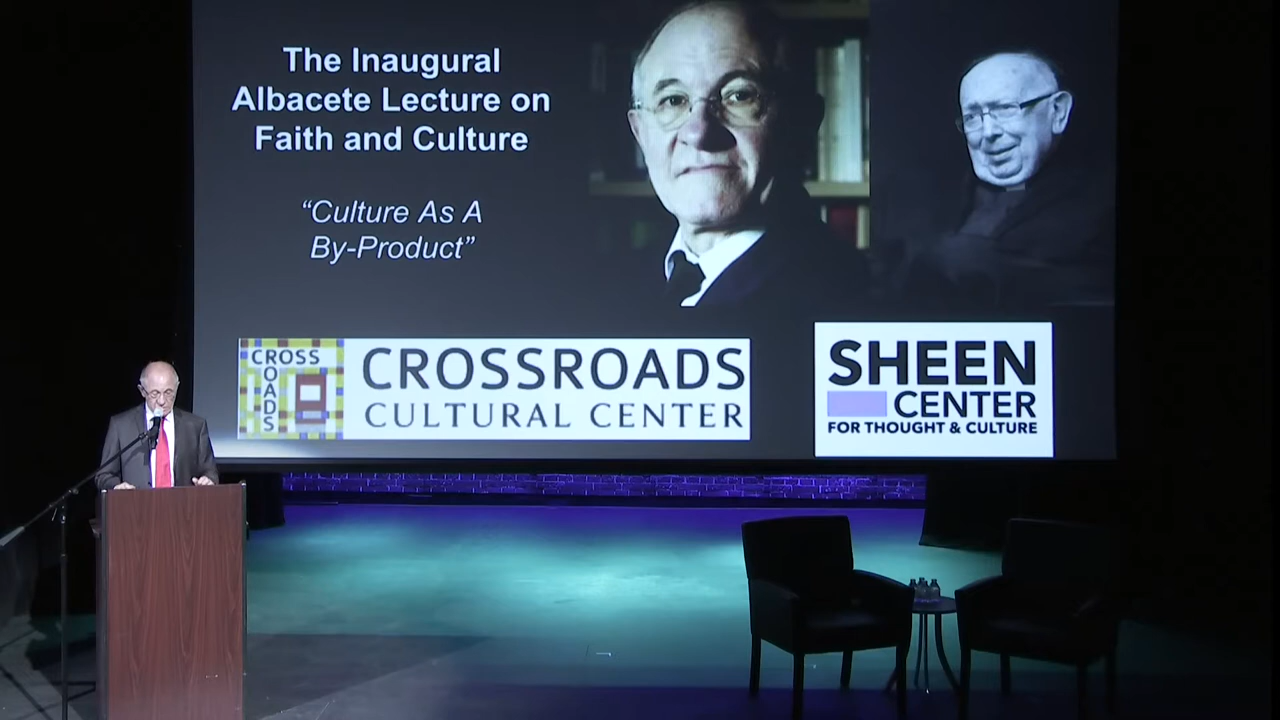 The Inaugural
Albacete Lecture on
Faith and Culture
“Culture As A
By-Product”
CROSS
ROADS
CROSSROADS
CULTURAL CENTER
SHEEN
CENTER
FOR THOUGHT & CULTURE